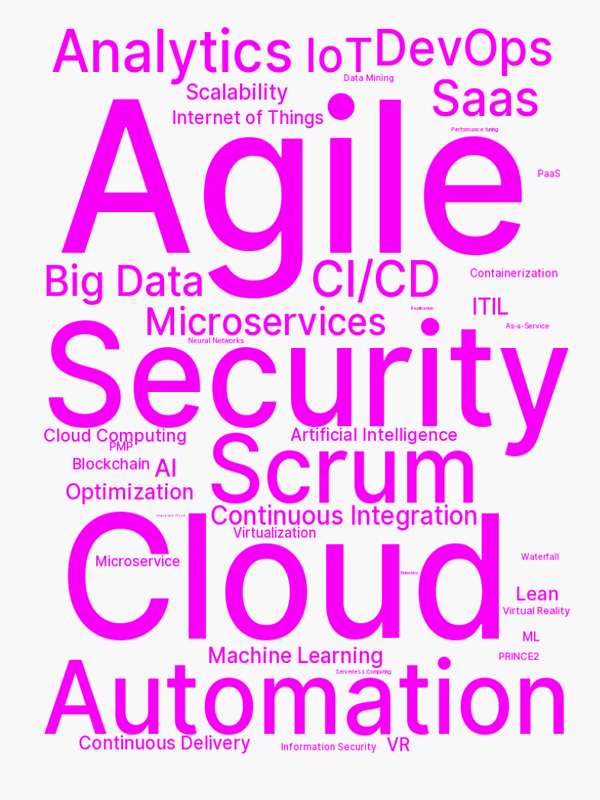 Analytics
IoT
DevOps
Data Mining
Scalability
Saas
Internet of Things
Performance tuning
Agile
PaaS
Big Data
CI/CD
Containerization
ITIL
Microservices
Replication
As-a-Service
Neural Networks
Security
Cloud Computing
Artificial Intelligence
PMP
Scrum
Blockchain
AI
Optimization
Continuous Integration
Virtualization
Cloud
Microservice
Waterfall
Robotics
Lean
Virtual Reality
ML
Machine Learning
PRINCE2
Serverless Computing
Automation
Continuous Delivery
Information Security
VR